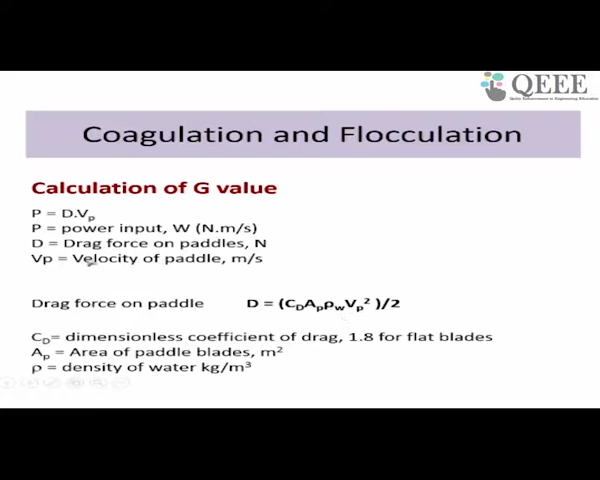 QEEE
Quality Enhancement in Engineering Education
Coagulation and Flocculation
Calculation of G value
P = D.Vₚ
P = power input, W (N.m/s)
D = Drag force on paddles, N
Vp = Velocity of paddle, m/s
Drag force on paddle D = (C_DAₚρ_wVₚ² )/2
C_D= dimensionless coefficient of drag, 1.8 for flat blades
Aₚ = Area of paddle blades, m²
ρ = density of water kg/m³